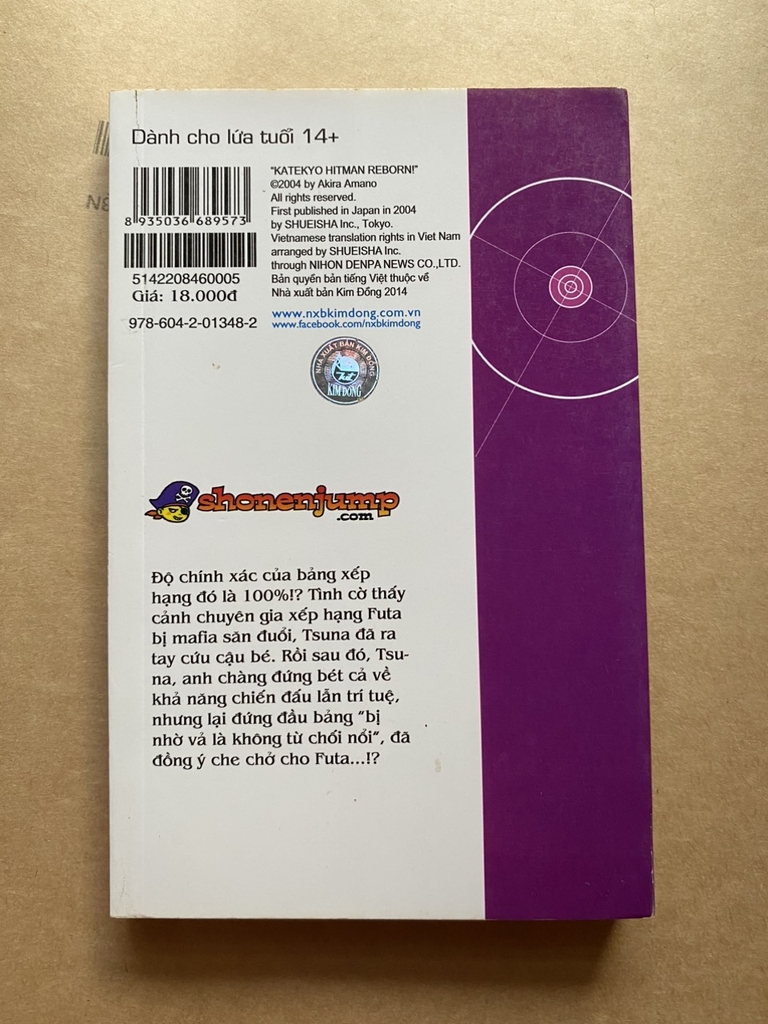 Dành cho lứa tuổi 14+
8 935036 689573
5142208460005
Giá: 18.000đ
978-604-2-01348-2
"KATEKYO HITMAN REBORN!"
©2004 by Akira Amano
All rights reserved.
First published in Japan in 2004
by SHUEISHA Inc., Tokyo.
Vietnamese translation rights in Viet Nam
arranged by SHUEISHA Inc.
through NIHON DENPA NEWS CO.,LTD.
Bản quyền bản tiếng Việt thuộc về
Nhà xuất bản Kim Đồng 2014
www.nxbkimdong.com.vn
www.facebook.com/nxbkimdong
NHÀ XUẤT BẢN KIM ĐỒNG
KIM ĐỒNG
shonenjump
.com
Độ chính xác của bảng xếp
hạng đó là 100%!? Tình cờ thấy
cảnh chuyên gia xếp hạng Futa
bị mafia săn đuổi, Tsuna đã ra
tay cứu cậu bé. Rồi sau đó, Tsu-
na, anh chàng đứng bét cả về
khả năng chiến đấu lẫn trí tuệ,
nhưng lại đứng đầu bảng "bị
nhờ vả là không từ chối nổi", đã
đồng ý che chở cho Futa...!?